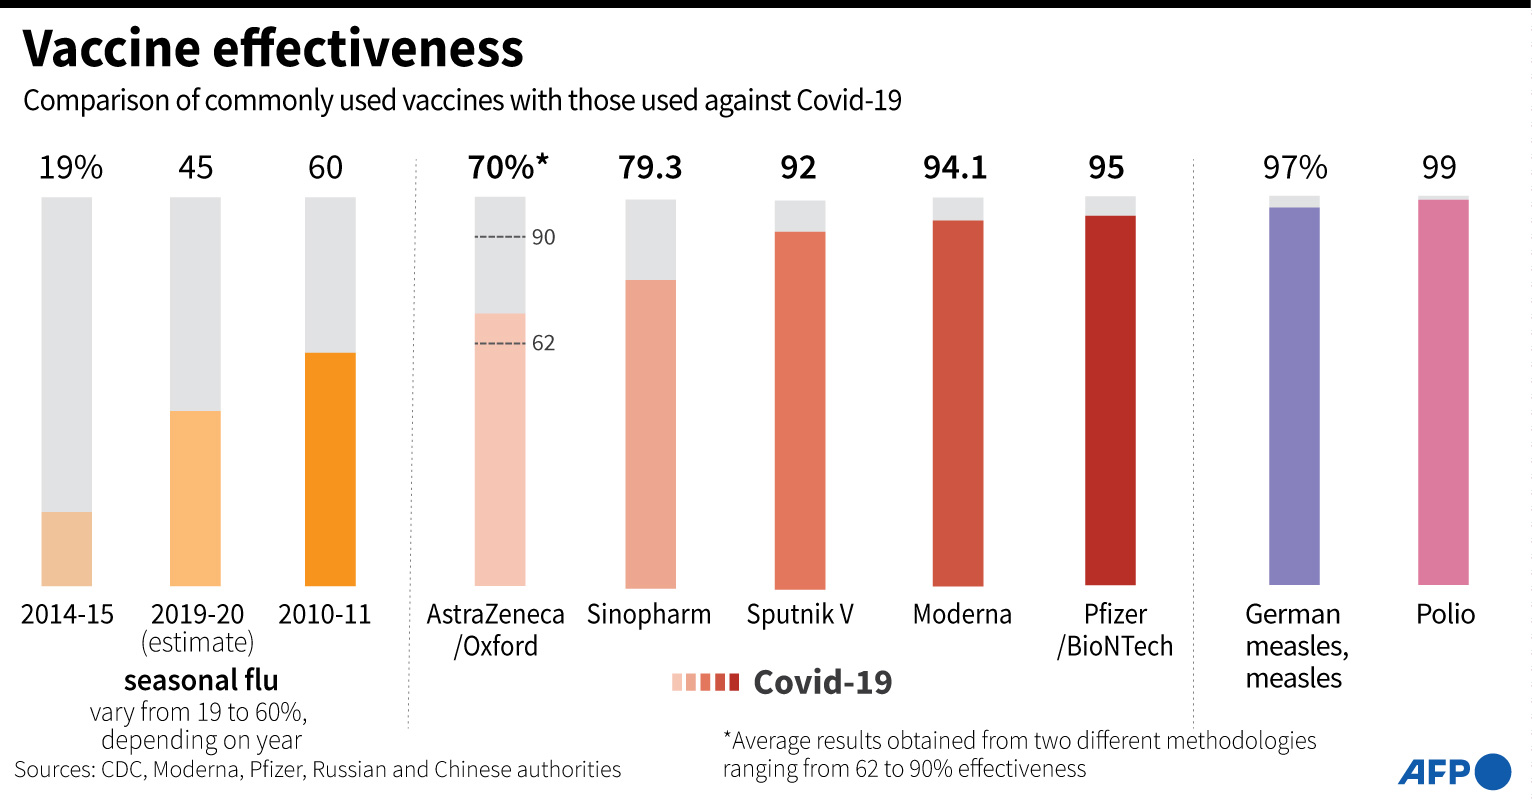 Vaccine effectiveness
Comparison of commonly used vaccines with those used against Covid-19
19%
45
60
70%*
79.3
92
94.1
95
97%
99
90
62
2014-15
2019-20
(estimate)
2010-11
seasonal flu
vary from 19 to 60%,
depending on year
AstraZeneca
/Oxford
Sinopharm
Sputnik V
Moderna
Pfizer
/BioNTech
Covid-19
German
measles,
measles
Polio
*Average results obtained from two different methodologies
ranging from 62 to 90% effectiveness
Sources: CDC, Moderna, Pfizer, Russian and Chinese authorities
AFP